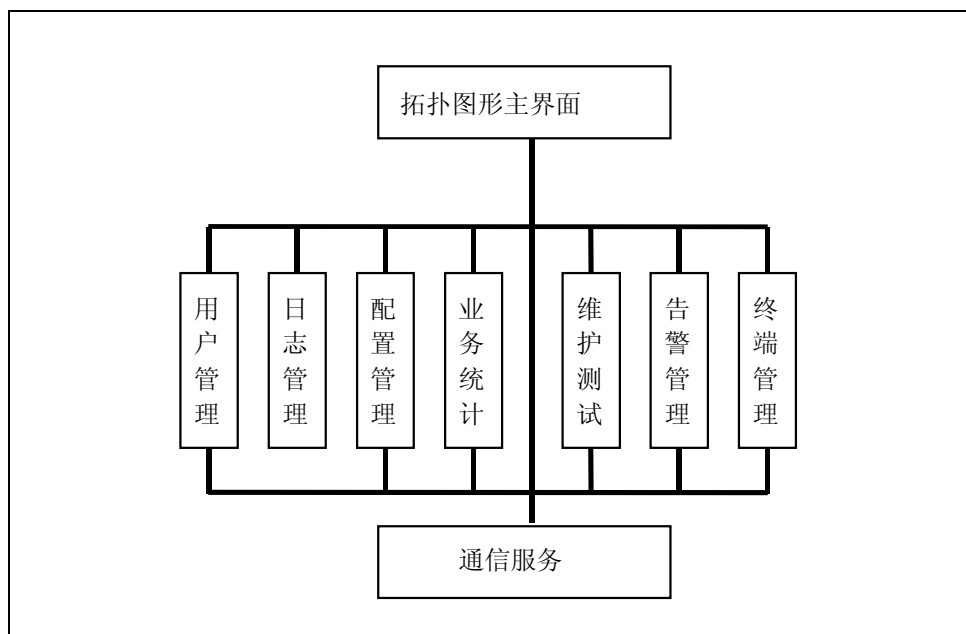 拓扑图形主界面
用户管理
日志管理
配置管理
业务统计
维护测试
告警管理
终端管理
通信服务